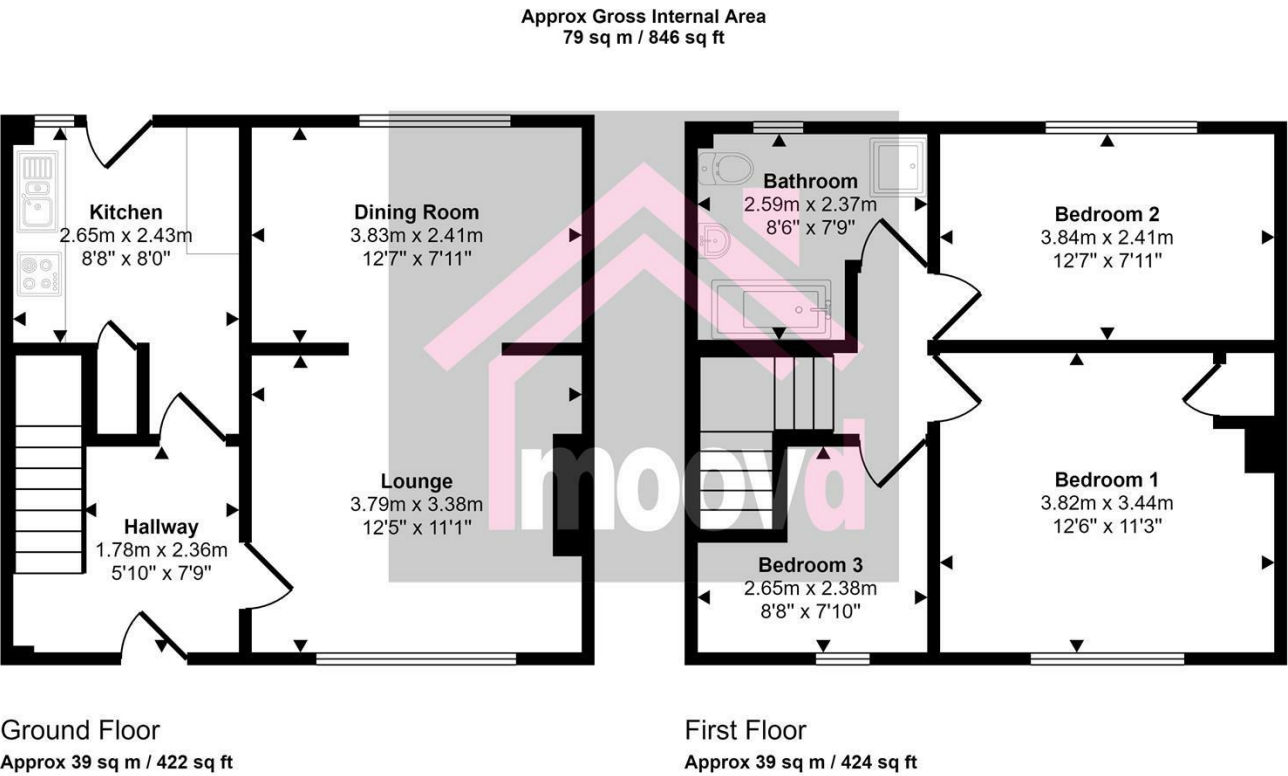 Approx Gross Internal Area
79 sq m / 846 sq ft
Kitchen
2.65m x 2.43m
8'8" x 8'0"
Dining Room
3.83m x 2.41m
12'7" x 7'11"
Lounge
3.79m x 3.38m
12'5" x 11'1"
Hallway
1.78m x 2.36m
5'10" x 7'9"
Bathroom
2.59m x 2.37m
8'6" x 7'9"
Bedroom 2
3.84m x 2.41m
12'7" x 7'11"
Bedroom 1
3.82m x 3.44m
12'6" x 11'3"
Bedroom 3
2.65m x 2.38m
8'8" x 7'10"
moovd
Ground Floor
Approx 39 sq m / 422 sq ft
First Floor
Approx 39 sq m / 424 sq ft